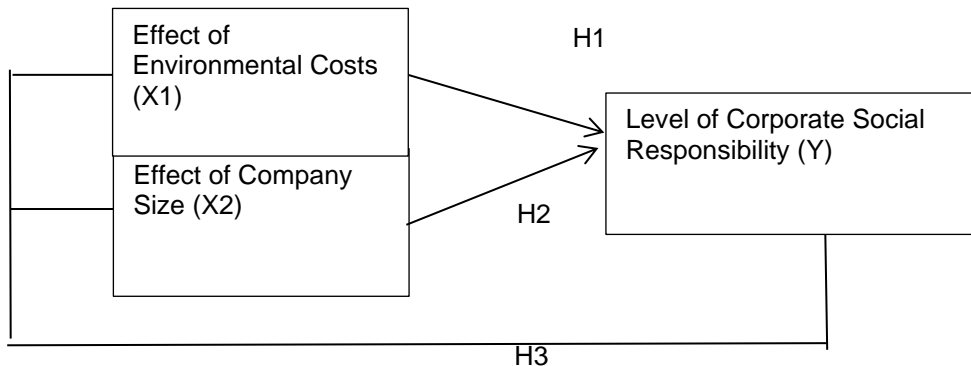 Effect of
Environmental Costs
(X1)
H1
Level of Corporate Social
Responsibility (Y)
Effect of Company
Size (X2)
H2
H3